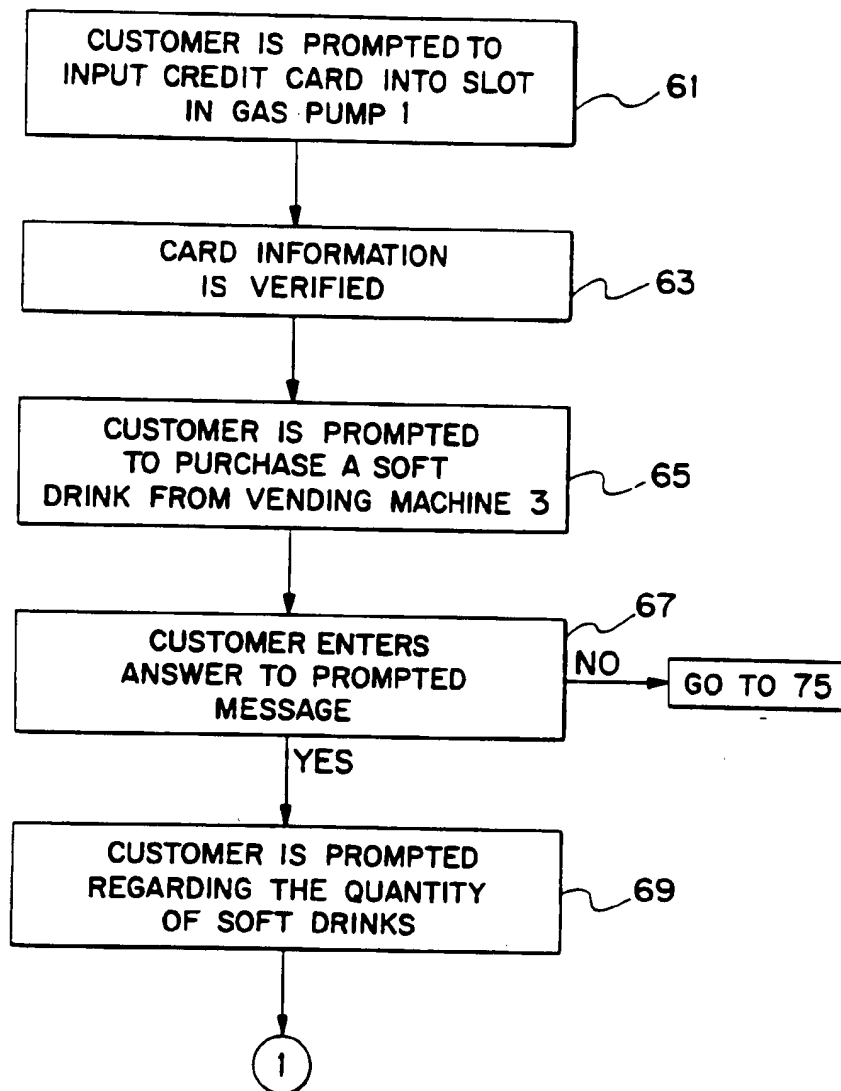 CUSTOMER IS PROMPTED TO
INPUT CREDIT CARD INTO SLOT
IN GAS PUMP 1
61
CARD INFORMATION
IS VERIFIED
63
CUSTOMER IS PROMPTED
TO PURCHASE A SOFT
DRINK FROM VENDING MACHINE 3
65
67
CUSTOMER ENTERS
ANSWER TO PROMPTED
MESSAGE
NO
GO TO 75
YES
CUSTOMER IS PROMPTED
REGARDING THE QUANTITY
OF SOFT DRINKS
69
1